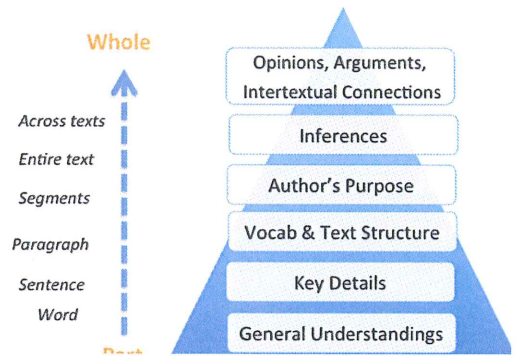 Whole
Opinions, Arguments,
Intertextual Connections
Across texts
Inferences
Entire text
Author's Purpose
Segments
Vocab & Text Structure
Paragraph
Key Details
Sentence
Word
General Understandings